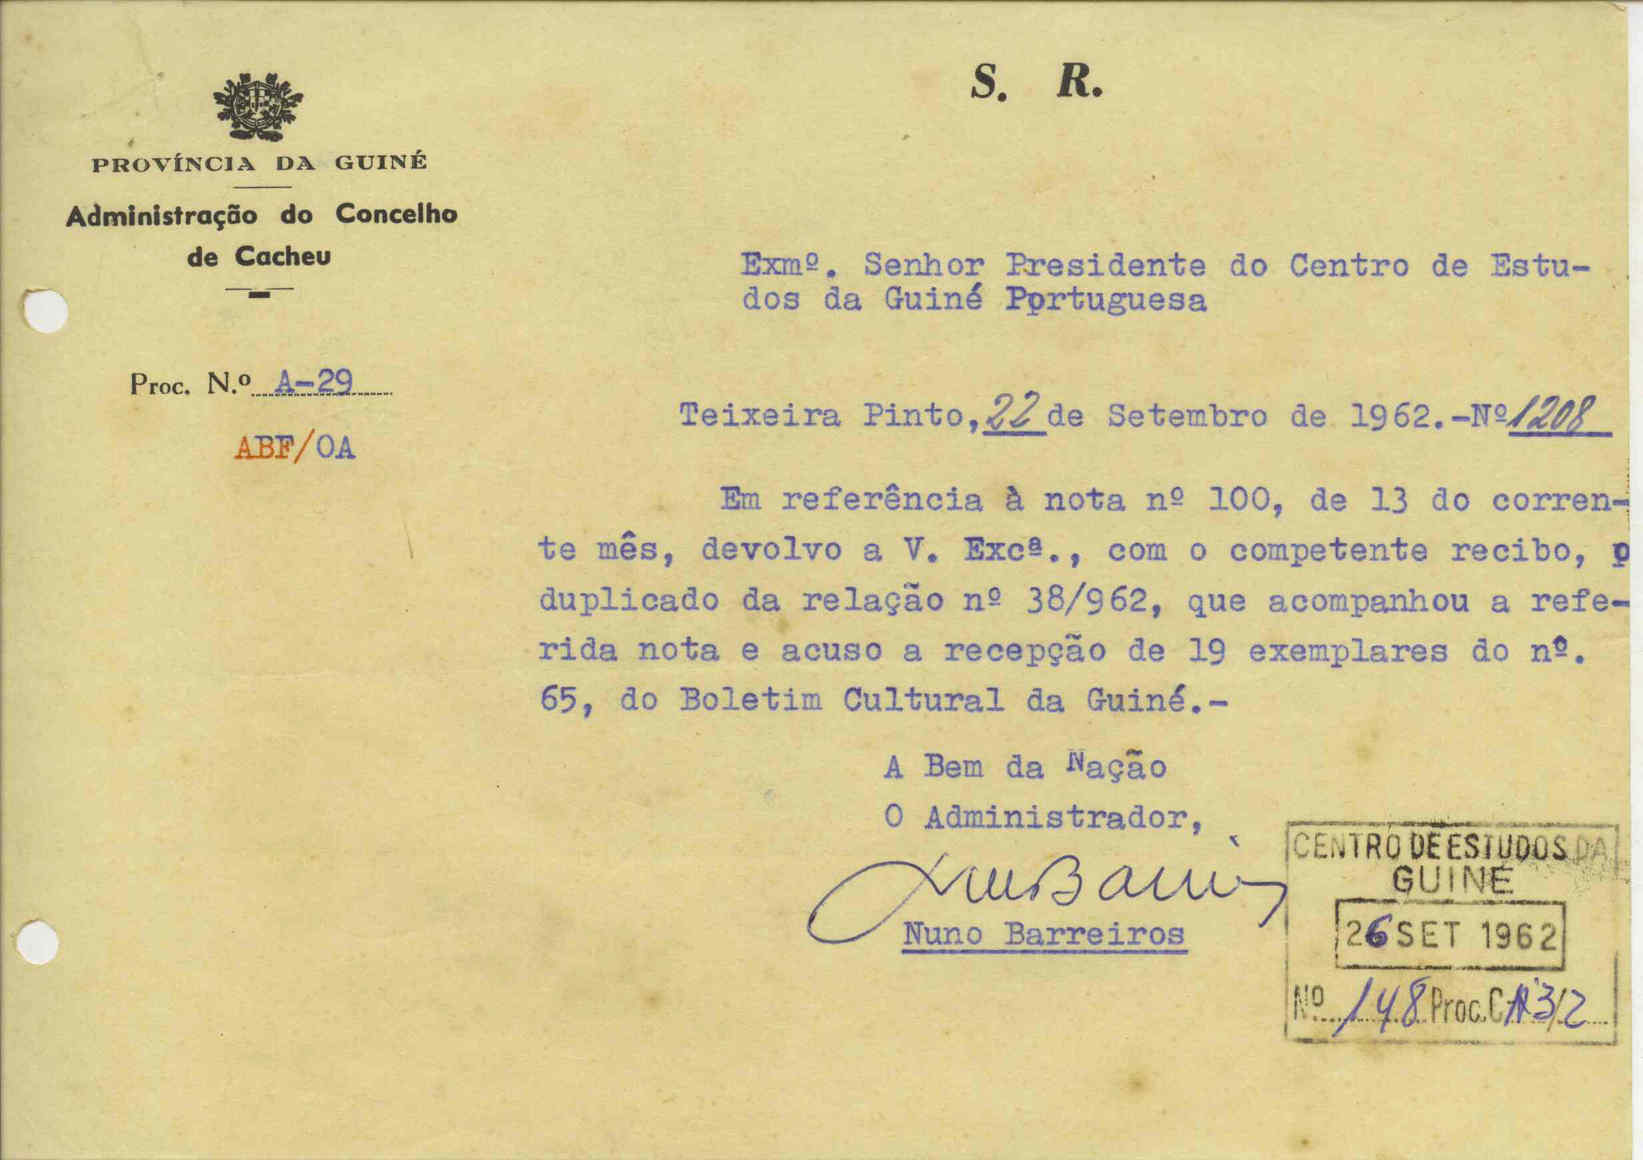 S. R.
PROVÍNCIA DA GUINÉ
Administração do Concelho
de Cacheu
Exmº. Senhor Presidente do Centro de Estu-
dos da Guiné Portuguesa
Proc. N.º A-29
ABF/OA
Teixeira Pinto, 22 de Setembro de 1962.-Nº 1208
Em referência à nota nº 100, de 13 do corren-
te mês, devolvo a V. Excª., com o competente recibo, o
duplicado da relação nº 38/962, que acompanhou a refe-
rida nota e acuso a recepção de 19 exemplares do nº.
65, do Boletim Cultural da Guiné.-
A Bem da Nação
O Administrador,
Nuno Barreiros
CENTRO DE ESTUDOS DA
GUINÉ
26 SET 1962
Nº 148 Proc.